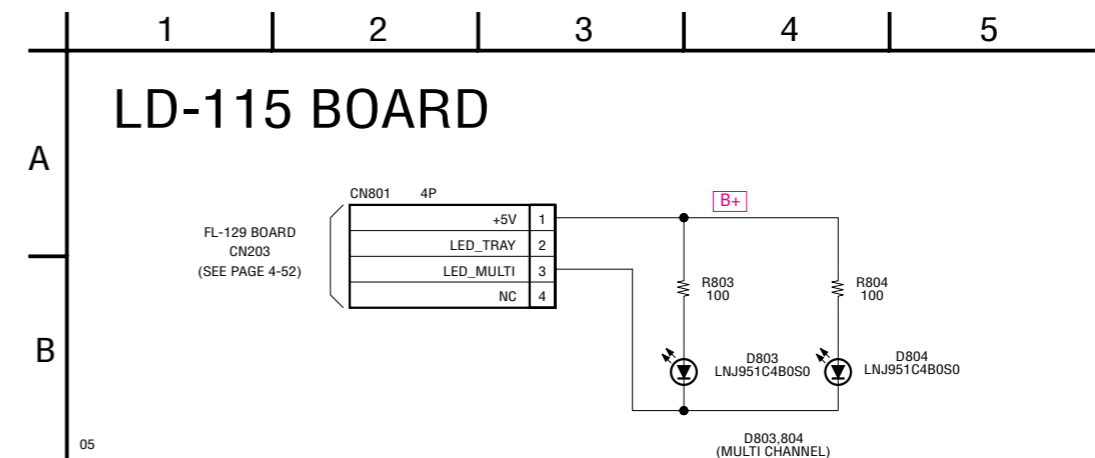 1 2 3 4 5
LD-115 BOARD
A
CN801 4P
B+
FL-129 BOARD
CN203
(SEE PAGE 4-52)
+5V 1
LED_TRAY 2
LED_MULTI 3
NC 4
R803
100
R804
100
B
D803
LNJ951C4B0S0
D804
LNJ951C4B0S0
05
D803,804
(MULTI CHANNEL)